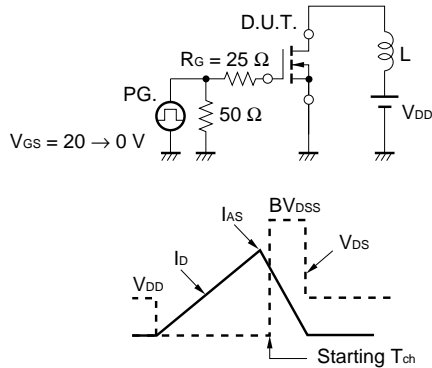 D.U.T.
RG = 25 Ω
L
PG.
50 Ω
VDD
VGS = 20 → 0 V
BVDSS
IAS
VDS
ID
VDD
Starting Tch